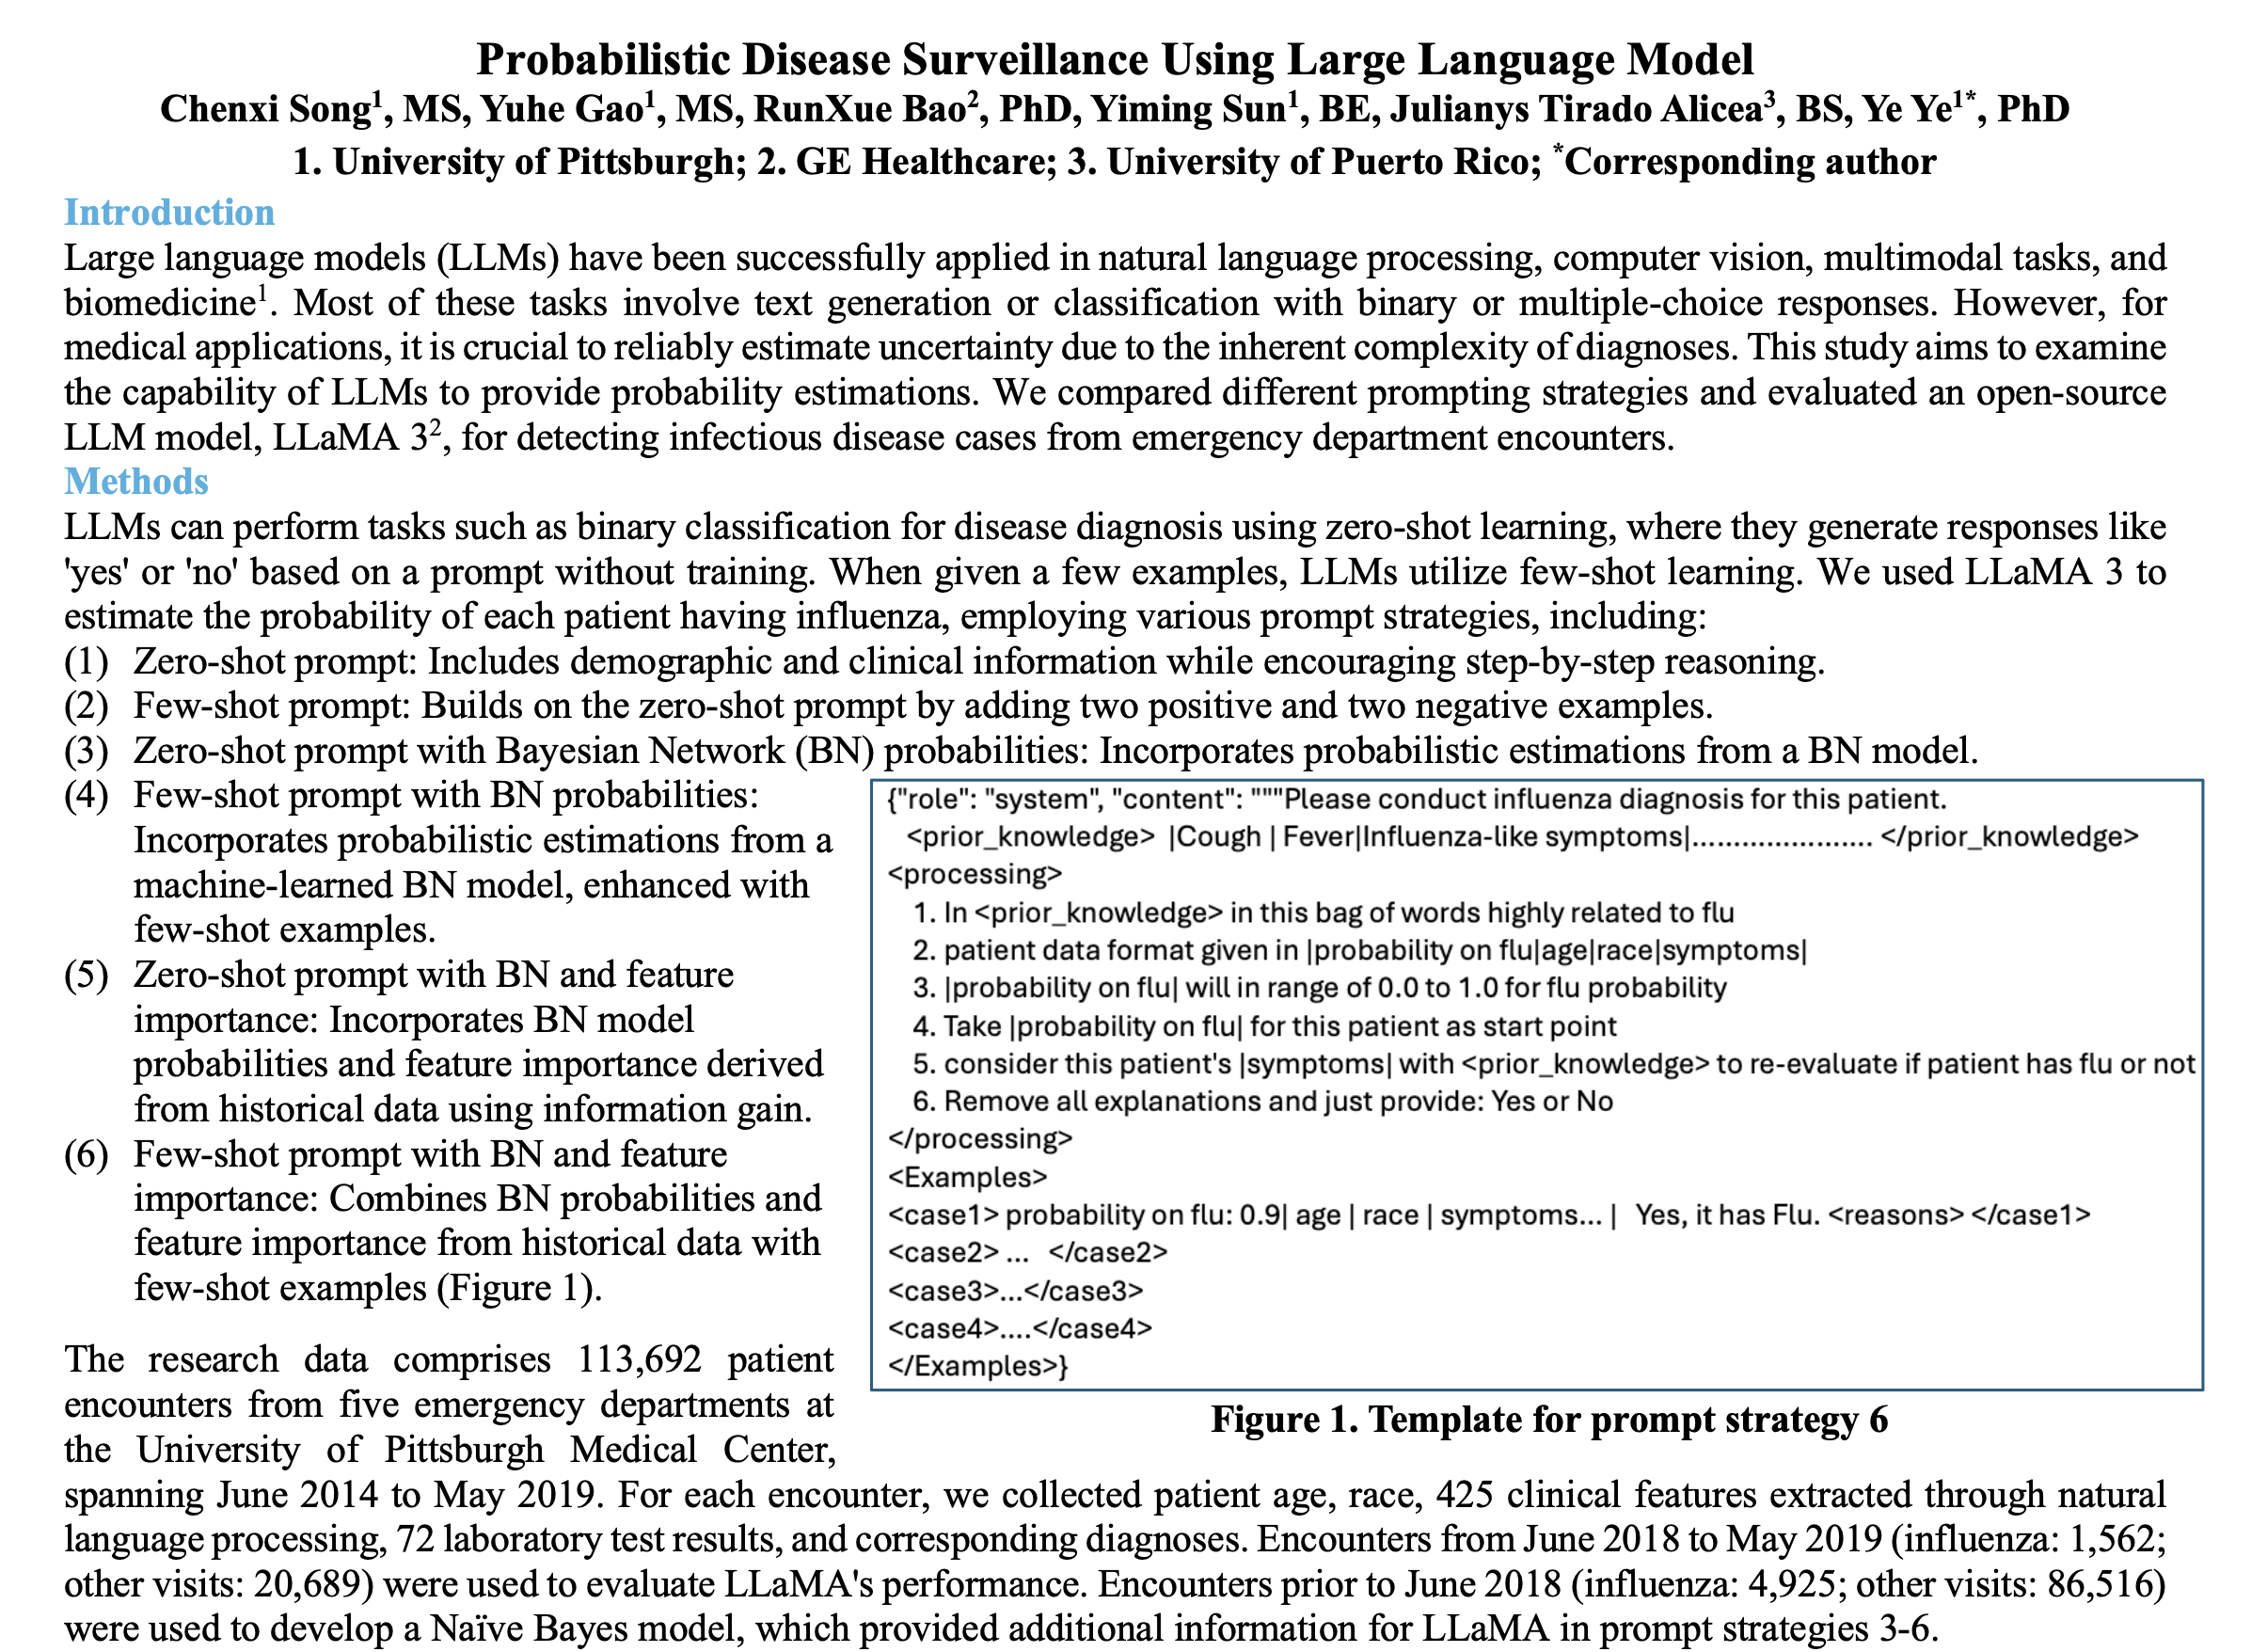 Probabilistic Disease Surveillance Using Large Language Model
Chenxi Song1, MS, Yuhe Gao1, MS, RunXue Bao2, PhD, Yiming Sun1, BE, Julianys Tirado Alicea3, BS, Ye Ye1*, PhD
1. University of Pittsburgh; 2. GE Healthcare; 3. University of Puerto Rico; *Corresponding author
Introduction
Large language models (LLMs) have been successfully applied in natural language processing, computer vision, multimodal tasks, and
biomedicine1. Most of these tasks involve text generation or classification with binary or multiple-choice responses. However, for
medical applications, it is crucial to reliably estimate uncertainty due to the inherent complexity of diagnoses. This study aims to examine
the capability of LLMs to provide probability estimations. We compared different prompting strategies and evaluated an open-source
LLM model, LLaMA 32, for detecting infectious disease cases from emergency department encounters.
Methods
LLMs can perform tasks such as binary classification for disease diagnosis using zero-shot learning, where they generate responses like
'yes' or 'no' based on a prompt without training. When given a few examples, LLMs utilize few-shot learning. We used LLaMA 3 to
estimate the probability of each patient having influenza, employing various prompt strategies, including:
(1) Zero-shot prompt: Includes demographic and clinical information while encouraging step-by-step reasoning.
(2) Few-shot prompt: Builds on the zero-shot prompt by adding two positive and two negative examples.
(3) Zero-shot prompt with Bayesian Network (BN) probabilities: Incorporates probabilistic estimations from a BN model.
(4) Few-shot prompt with BN probabilities:
Incorporates probabilistic estimations from a
machine-learned BN model, enhanced with
few-shot examples.
(5) Zero-shot prompt with BN and feature
importance: Incorporates BN model
probabilities and feature importance derived
from historical data using information gain.
(6) Few-shot prompt with BN and feature
importance: Combines BN probabilities and
feature importance from historical data with
few-shot examples (Figure 1).
{"role": "system", "content": """Please conduct influenza diagnosis for this patient.
<prior_knowledge> |Cough | Fever|Influenza-like symptoms|...................... </prior_knowledge>
<processing>
1. In <prior_knowledge> in this bag of words highly related to flu
2. patient data format given in |probability on flu|age|race|symptoms|
3. |probability on flu| will in range of 0.0 to 1.0 for flu probability
4. Take |probability on flu| for this patient as start point
5. consider this patient's |symptoms| with <prior_knowledge> to re-evaluate if patient has flu or not
6. Remove all explanations and just provide: Yes or No
</processing>
<Examples>
<case1> probability on flu: 0.9| age | race | symptoms... | Yes, it has Flu. <reasons> </case1>
<case2> ... </case2>
<case3>...</case3>
<case4>....</case4>
</Examples>}
Figure 1. Template for prompt strategy 6
The research data comprises 113,692 patient
encounters from five emergency departments at
the University of Pittsburgh Medical Center,
spanning June 2014 to May 2019. For each encounter, we collected patient age, race, 425 clinical features extracted through natural
language processing, 72 laboratory test results, and corresponding diagnoses. Encounters from June 2018 to May 2019 (influenza: 1,562;
other visits: 20,689) were used to evaluate LLaMA's performance. Encounters prior to June 2018 (influenza: 4,925; other visits: 86,516)
were used to develop a Naïve Bayes model, which provided additional information for LLaMA in prompt strategies 3-6.